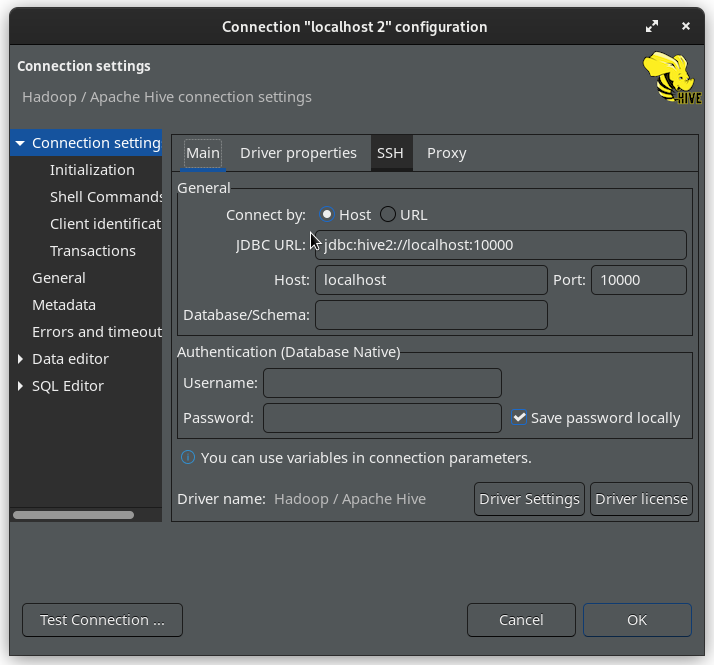 Connection "localhost 2" configuration
Connection settings
Hadoop / Apache Hive connection settings
HIVE
Connection setting
Initialization
Shell Commands
Client identificat
Transactions
General
Metadata
Errors and timeout
Data editor
SQL Editor
Main Driver properties SSH Proxy
General
Connect by: Host URL
JDBC URL: jdbc:hive2://localhost:10000
Host: localhost Port: 10000
Database/Schema:
Authentication (Database Native)
Username:
Password: Save password locally
You can use variables in connection parameters.
Driver name: Hadoop / Apache Hive Driver Settings Driver license
Test Connection ... Cancel OK